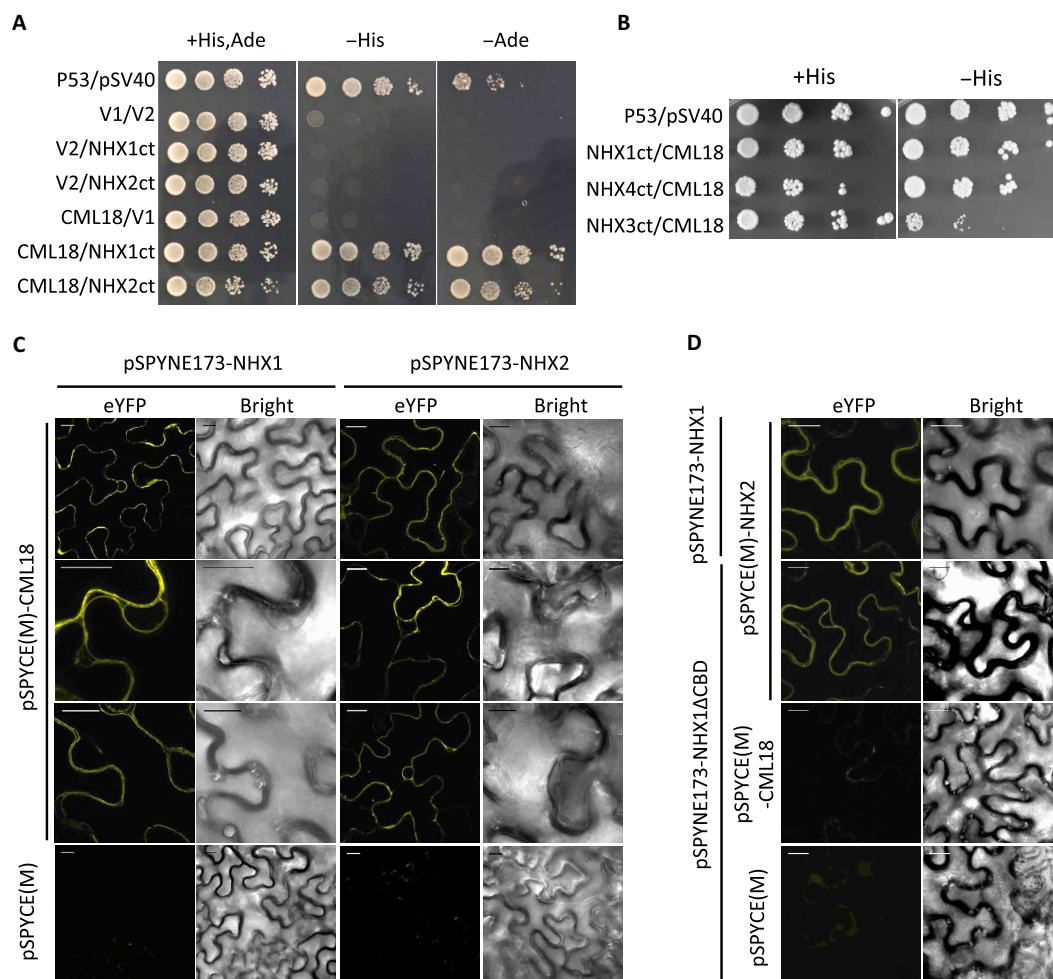 A
+His,Ade
−His
−Ade
P53/pSV40
V1/V2
V2/NHX1ct
V2/NHX2ct
CML18/V1
CML18/NHX1ct
CML18/NHX2ct
B
+His
−His
P53/pSV40
NHX1ct/CML18
NHX4ct/CML18
NHX3ct/CML18
C
pSPYNE173-NHX1
pSPYNE173-NHX2
eYFP
Bright
eYFP
Bright
pSPYCE(M)-CML18
pSPYCE(M)
D
eYFP
Bright
pSPYNE173-NHX1
pSPYCE(M)-NHX2
pSPYNE173-NHX1ΔCBD
pSPYCE(M)
-CML18
pSPYCE(M)